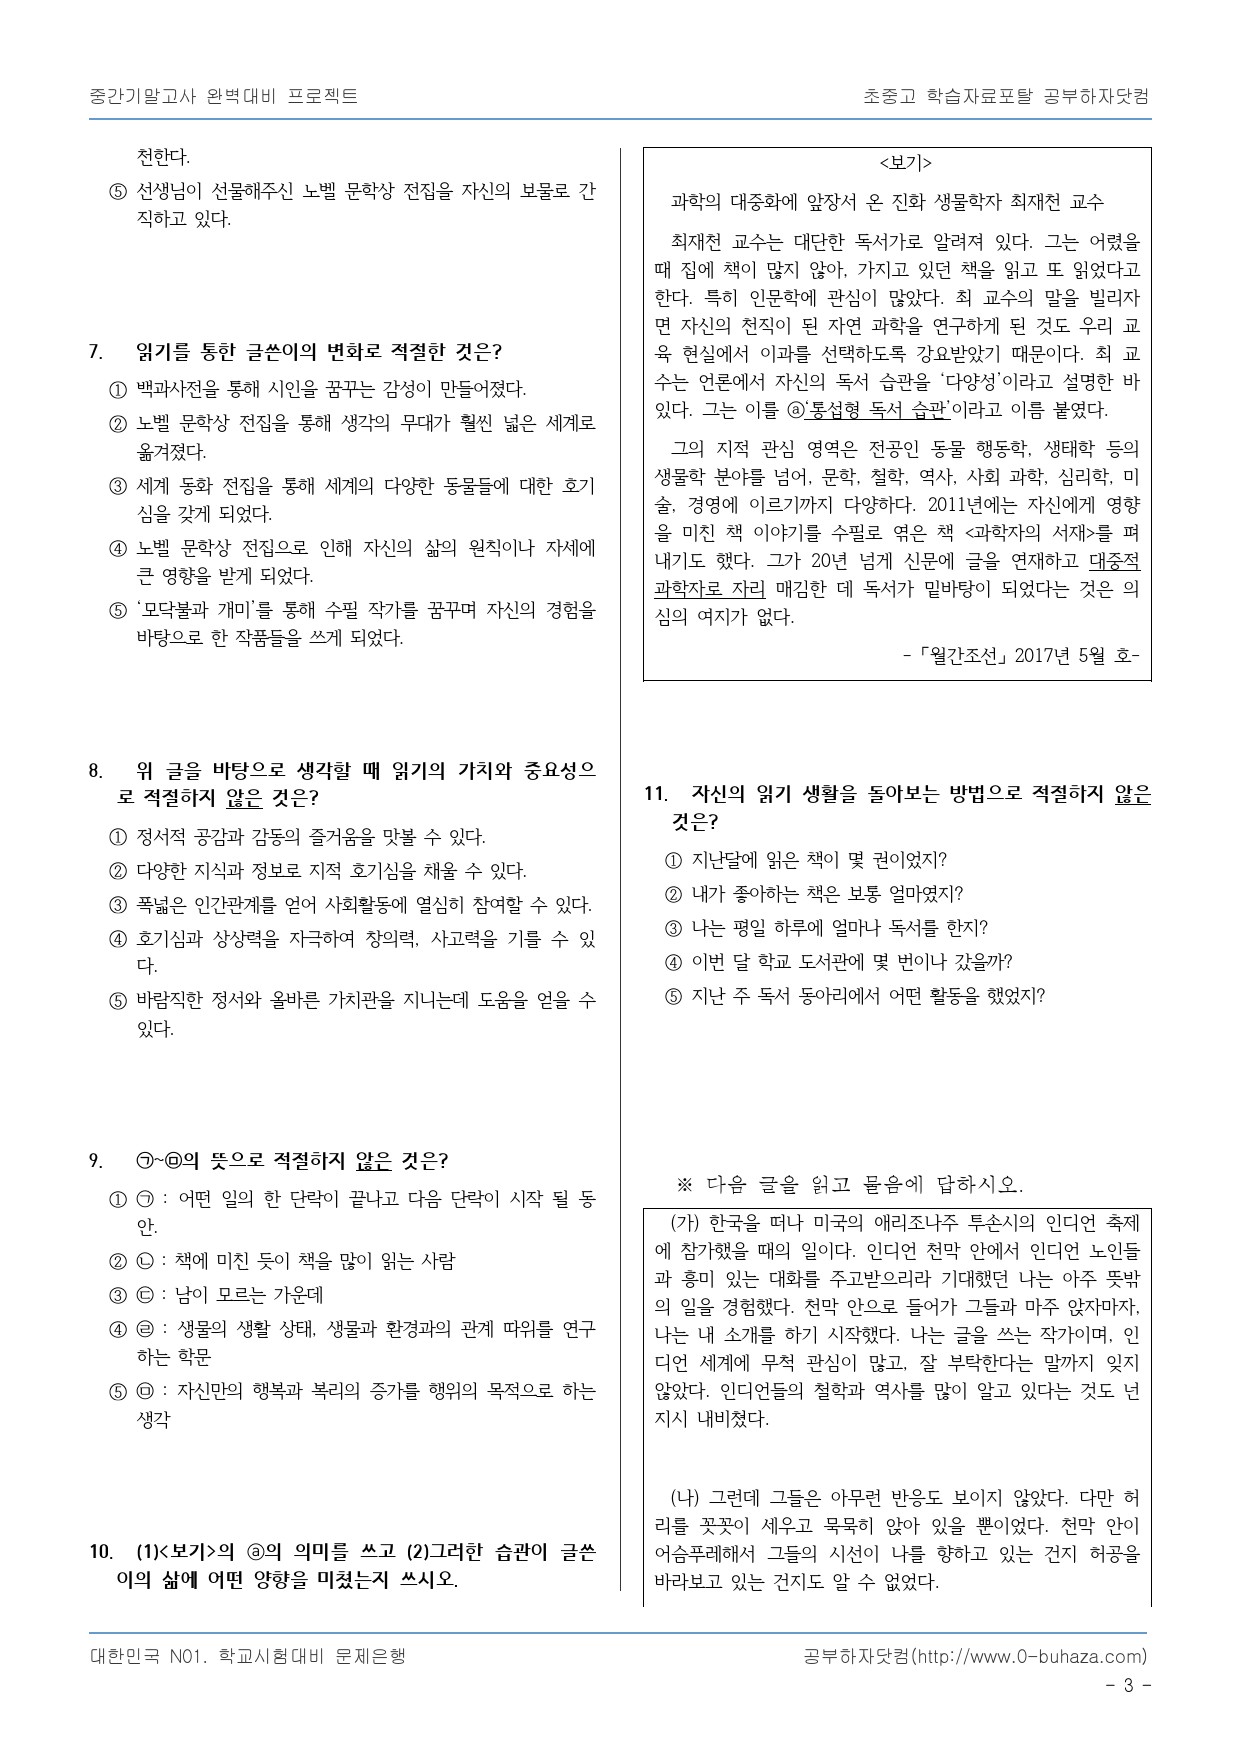 중간기말고사 완벽대비 프로젝트
초중고 학습자료포탈 공부하자닷컴
천한다.
⑤ 선생님이 선물해주신 노벨 문학상 전집을 자신의 보물로 간
직하고 있다.
7. 읽기를 통한 글쓴이의 변화로 적절한 것은?
① 백과사전을 통해 시인을 꿈꾸는 감성이 만들어졌다.
② 노벨 문학상 전집을 통해 생각의 무대가 훨씬 넓은 세계로
옮겨졌다.
③ 세계 동화 전집을 통해 세계의 다양한 동물들에 대한 호기
심을 갖게 되었다.
④ 노벨 문학상 전집으로 인해 자신의 삶의 원칙이나 자세에
큰 영향을 받게 되었다.
⑤ ‘모닥불과 개미’를 통해 수필 작가를 꿈꾸며 자신의 경험을
바탕으로 한 작품들을 쓰게 되었다.
8. 위 글을 바탕으로 생각할 때 읽기의 가치와 중요성으
로 적절하지 않은 것은?
① 정서적 공감과 감동의 즐거움을 맛볼 수 있다.
② 다양한 지식과 정보로 지적 호기심을 채울 수 있다.
③ 폭넓은 인간관계를 얻어 사회활동에 열심히 참여할 수 있다.
④ 호기심과 상상력을 자극하여 창의력, 사고력을 기를 수 있
다.
⑤ 바람직한 정서와 올바른 가치관을 지니는데 도움을 얻을 수
있다.
9. ㉠~㉤의 뜻으로 적절하지 않은 것은?
① ㉠ : 어떤 일의 한 단락이 끝나고 다음 단락이 시작 될 동
안.
② ㉡ : 책에 미친 듯이 책을 많이 읽는 사람
③ ㉢ : 남이 모르는 가운데
④ ㉣ : 생물의 생활 상태, 생물과 환경과의 관계 따위를 연구
하는 학문
⑤ ㉤ : 자신만의 행복과 복리의 증가를 행위의 목적으로 하는
생각
10. (1)<보기>의 ⓐ의 의미를 쓰고 (2)그러한 습관이 글쓴
이의 삶에 어떤 양향을 미쳤는지 쓰시오.
<보기>
과학의 대중화에 앞장서 온 진화 생물학자 최재천 교수
최재천 교수는 대단한 독서가로 알려져 있다. 그는 어렸을
때 집에 책이 많지 않아, 가지고 있던 책을 읽고 또 읽었다고
한다. 특히 인문학에 관심이 많았다. 최 교수의 말을 빌리자
면 자신의 천직이 된 자연 과학을 연구하게 된 것도 우리 교
육 현실에서 이과를 선택하도록 강요받았기 때문이다. 최 교
수는 언론에서 자신의 독서 습관을 ‘다양성’이라고 설명한 바
있다. 그는 이를 ⓐ‘통섭형 독서 습관’이라고 이름 붙였다.
그의 지적 관심 영역은 전공인 동물 행동학, 생태학 등의
생물학 분야를 넘어, 문학, 철학, 역사, 사회 과학, 심리학, 미
술, 경영에 이르기까지 다양하다. 2011년에는 자신에게 영향
을 미친 책 이야기를 수필로 엮은 책 <과학자의 서재>를 펴
내기도 했다. 그가 20년 넘게 신문에 글을 연재하고 대중적
과학자로 자리 매김한 데 독서가 밑바탕이 되었다는 것은 의
심의 여지가 없다.
-「월간조선」2017년 5월 호-
11. 자신의 읽기 생활을 돌아보는 방법으로 적절하지 않은
것은?
① 지난달에 읽은 책이 몇 권이었지?
② 내가 좋아하는 책은 보통 얼마였지?
③ 나는 평일 하루에 얼마나 독서를 한지?
④ 이번 달 학교 도서관에 몇 번이나 갔을까?
⑤ 지난 주 독서 동아리에서 어떤 활동을 했었지?
※ 다음 글을 읽고 물음에 답하시오.
(가) 한국을 떠나 미국의 애리조나주 투손시의 인디언 축제
에 참가했을 때의 일이다. 인디언 천막 안에서 인디언 노인들
과 흥미 있는 대화를 주고받으리라 기대했던 나는 아주 뜻밖
의 일을 경험했다. 천막 안으로 들어가 그들과 마주 앉자마자,
나는 내 소개를 하기 시작했다. 나는 글을 쓰는 작가이며, 인
디언 세계에 무척 관심이 많고, 잘 부탁한다는 말까지 잊지
않았다. 인디언들의 철학과 역사를 많이 알고 있다는 것도 넌
지시 내비쳤다.
(나) 그런데 그들은 아무런 반응도 보이지 않았다. 다만 허
리를 꼿꼿이 세우고 묵묵히 앉아 있을 뿐이었다. 천막 안이
어슴푸레해서 그들의 시선이 나를 향하고 있는 건지 허공을
바라보고 있는 건지도 알 수 없었다.
대한민국 N01. 학교시험대비 문제은행
공부하자닷컴(http://www.0-buhaza.com)
- 3 -